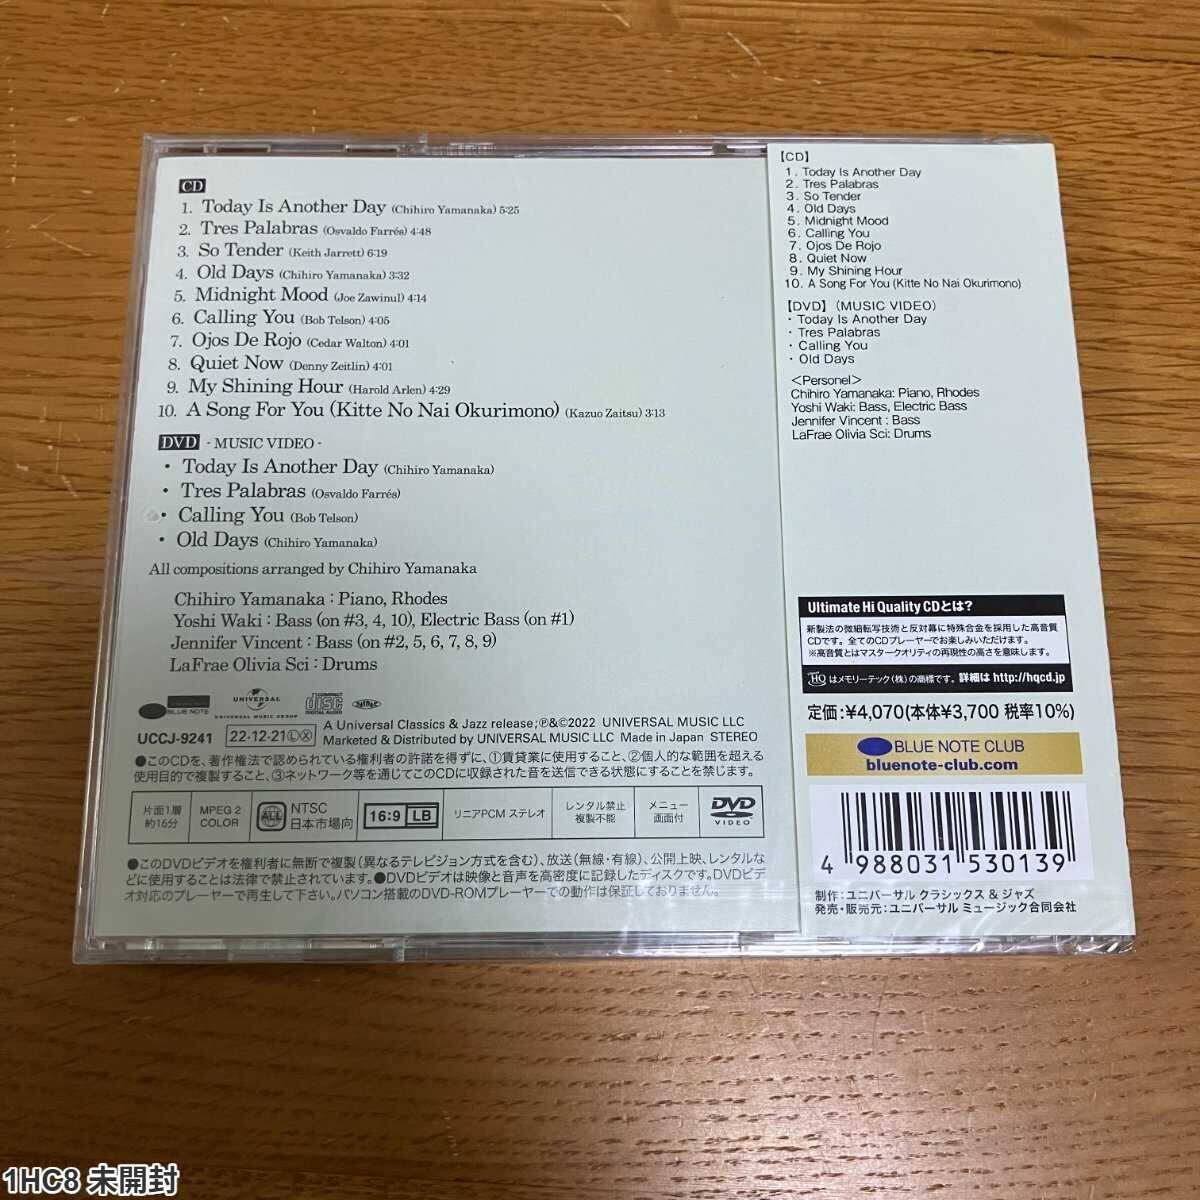 CD
1. Today Is Another Day (Chihiro Yamanaka) 5:25
2. Tres Palabras (Osvaldo Farrés) 4:48
3. So Tender (Keith Jarrett) 6:19
4. Old Days (Chihiro Yamanaka) 3:32
5. Midnight Mood (Joe Zawinul) 4:14
6. Calling You (Bob Telson) 4:05
7. Ojos De Rojo (Cedar Walton) 4:01
8. Quiet Now (Denny Zeitlin) 4:01
9. My Shining Hour (Harold Arlen) 4:29
10. A Song For You (Kitte No Nai Okurimono) (Kazuo Zaitsu) 3:13
DVD - MUSIC VIDEO -
・ Today Is Another Day (Chihiro Yamanaka)
・ Tres Palabras (Osvaldo Farrés)
・ Calling You (Bob Telson)
・ Old Days (Chihiro Yamanaka)
All compositions arranged by Chihiro Yamanaka
Chihiro Yamanaka : Piano, Rhodes
Yoshi Waki : Bass (on #3, 4, 10), Electric Bass (on #1)
Jennifer Vincent : Bass (on #2, 5, 6, 7, 8, 9)
LaFrae Olivia Sci : Drums
BLUE NOTE
UNIVERSAL
UNIVERSAL MUSIC GROUP
COMPACT disc DIGITAL AUDIO
A Universal Classics & Jazz release; ℗&©2022 UNIVERSAL MUSIC LLC
UCCJ-9241 22・12・21ⓁⓍ Marketed & Distributed by UNIVERSAL MUSIC LLC Made in Japan STEREO
●このCDを、著作権法で認められている権利者の許諾を得ずに、①賃貸業に使用すること、②個人的な範囲を超える
使用目的で複製すること、③ネットワーク等を通じてこのCDに収録された音を送信できる状態にすることを禁じます。
片面1層
約16分
MPEG 2
COLOR
ALL
NTSC
日本市場向
16:9 LB
リニアPCM ステレオ
レンタル禁止
複製不能
メニュー
画面付
DVD
VIDEO
●このDVDビデオを権利者に無断で複製(異なるテレビジョン方式を含む)、放送(無線・有線)、公開上映、レンタルな
どに使用することは法律で禁止されています。●DVDビデオは映像と音声を高密度に記録したディスクです。DVDビデ
オ対応のプレーヤーで再生して下さい。パソコン搭載のDVD-ROMプレーヤーでの動作は保証しておりません。
【CD】
1. Today Is Another Day
2. Tres Palabras
3. So Tender
4. Old Days
5. Midnight Mood
6. Calling You
7. Ojos De Rojo
8. Quiet Now
9. My Shining Hour
10. A Song For You (Kitte No Nai Okurimono)
【DVD】(MUSIC VIDEO)
・ Today Is Another Day
・ Tres Palabras
・ Calling You
・ Old Days
<Personel>
Chihiro Yamanaka: Piano, Rhodes
Yoshi Waki: Bass, Electric Bass
Jennifer Vincent : Bass
LaFrae Olivia Sci: Drums
Ultimate Hi Quality CDとは?
新製法の微細転写技術と反対幕に特殊合金を採用した高音質
CDです。全てのCDプレーヤーでお楽しみいただけます。
※高音質とはマスタークオリティの再現性の高さを意味します。
HQ はメモリーテック(株)の商標です。詳細は http://hqcd.jp
定価:¥4,070(本体¥3,700 税率10%)
BLUE NOTE CLUB
bluenote-club.com
4 988031 530139
制作:ユニバーサル クラシックス & ジャズ
発売・販売元:ユニバーサル ミュージック合同会社
1HC8 未開封